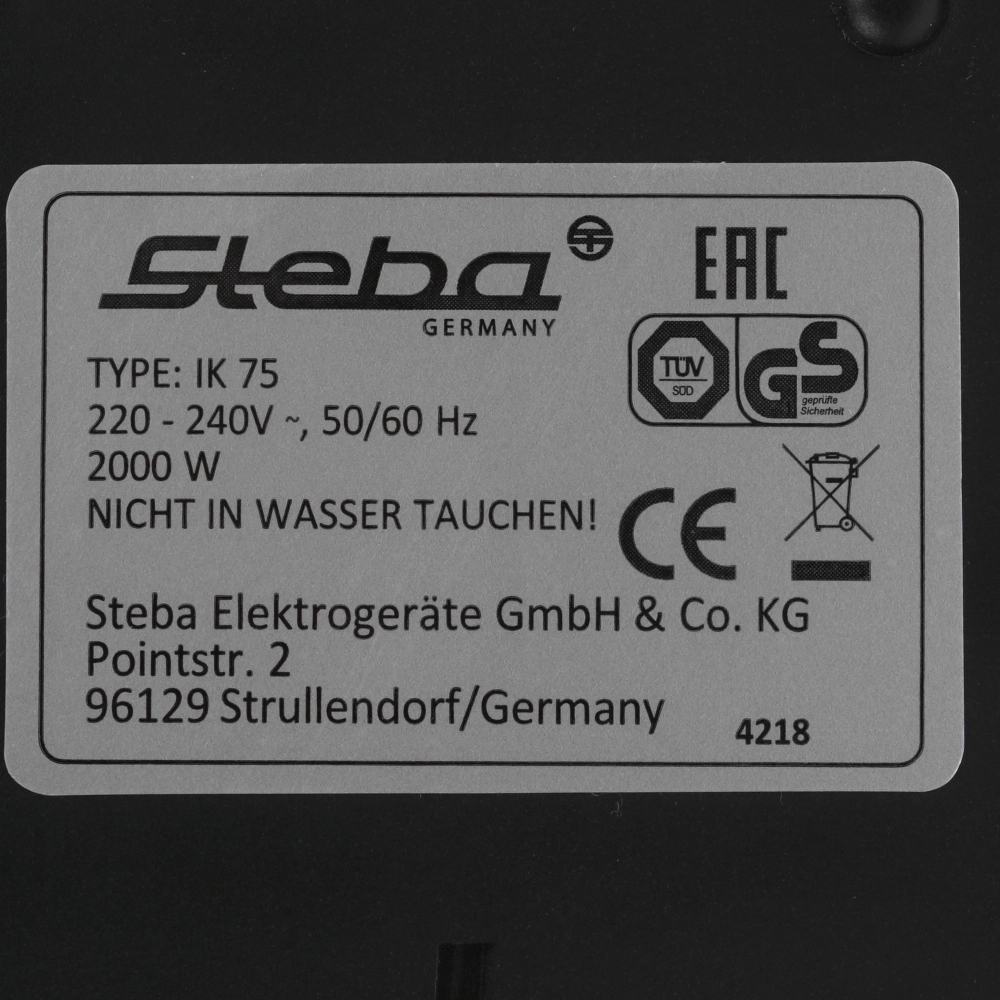 Steba
GERMANY
EAC
TYPE: IK 75
220 - 240V ~, 50/60 Hz
2000 W
NICHT IN WASSER TAUCHEN!
TÜV
SÜD
GS
geprüfte
Sicherheit
CE
Steba Elektrogeräte GmbH & Co. KG
Pointstr. 2
96129 Strullendorf/Germany
4218